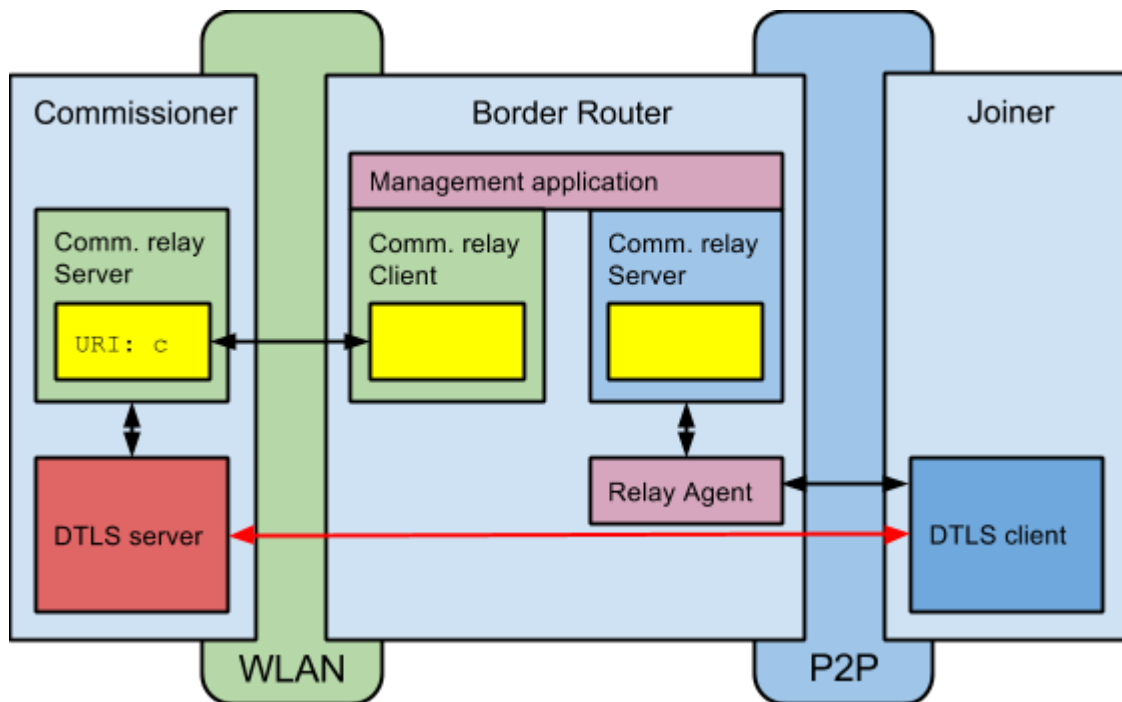 Commissioner
Border Router
Joiner
Management application
Comm. relay
Server
Comm. relay
Client
Comm. relay
Server
URI: c
DTLS server
Relay Agent
DTLS client
WLAN
P2P